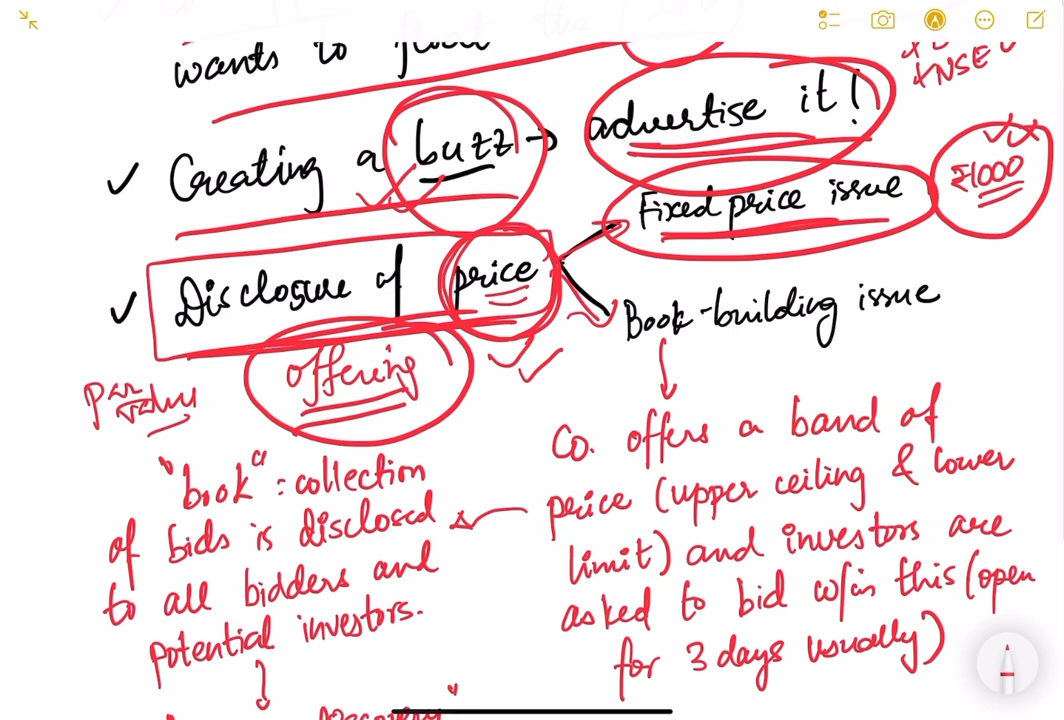 wants to
+NSE
✓ Creating a buzz → advertise it!
Fixed price issue ₹1000
✓ Disclosure of price
Book-building issue
offering
Par value
Co. offers a band of
price (upper ceiling & lower
limit) and investors are
asked to bid w/in this (open
for 3 days usually)
"book" : collection
of bids is disclosed
to all bidders and
potential investors.